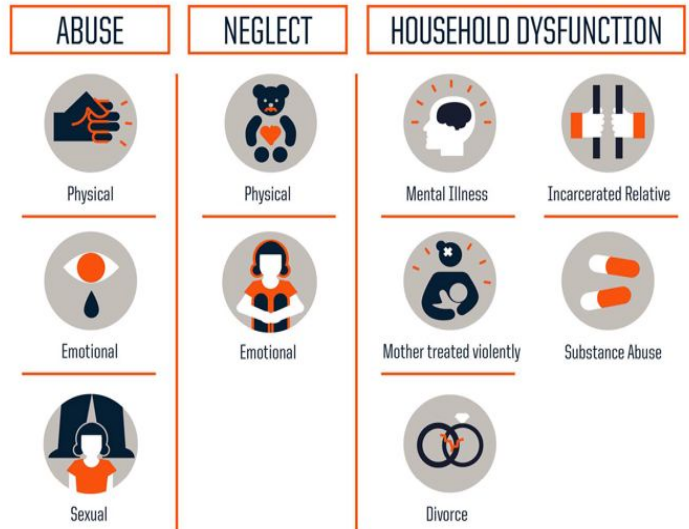 ABUSE
NEGLECT
HOUSEHOLD DYSFUNCTION
Physical
Physical
Mental Illness
Incarcerated Relative
Emotional
Emotional
Mother treated violently
Substance Abuse
Sexual
Divorce